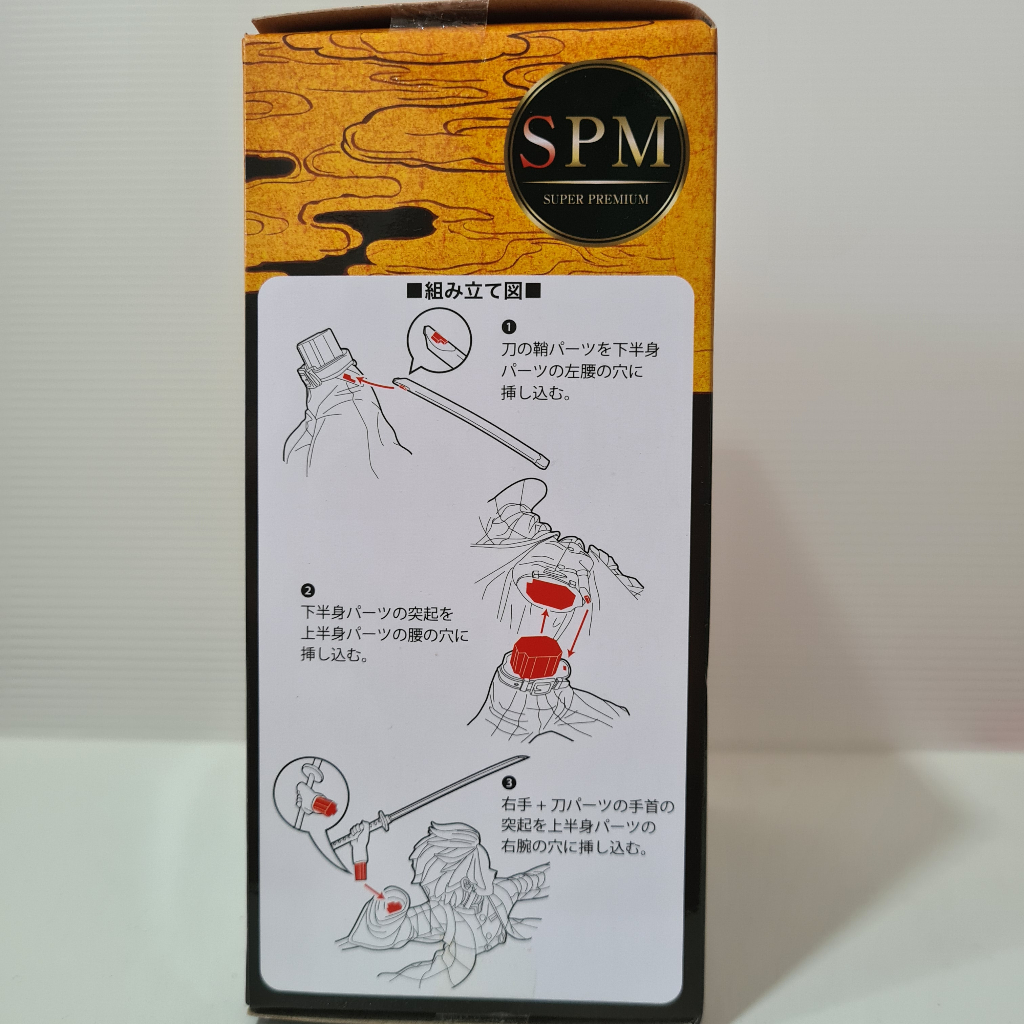 SPM
SUPER PREMIUM
■組み立て図■
❶
刀の鞘パーツを下半身
パーツの左腰の穴に
挿し込む。
❷
下半身パーツの突起を
上半身パーツの腰の穴に
挿し込む。
❸
右手+刀パーツの手首の
突起を上半身パーツの
右腕の穴に挿し込む。